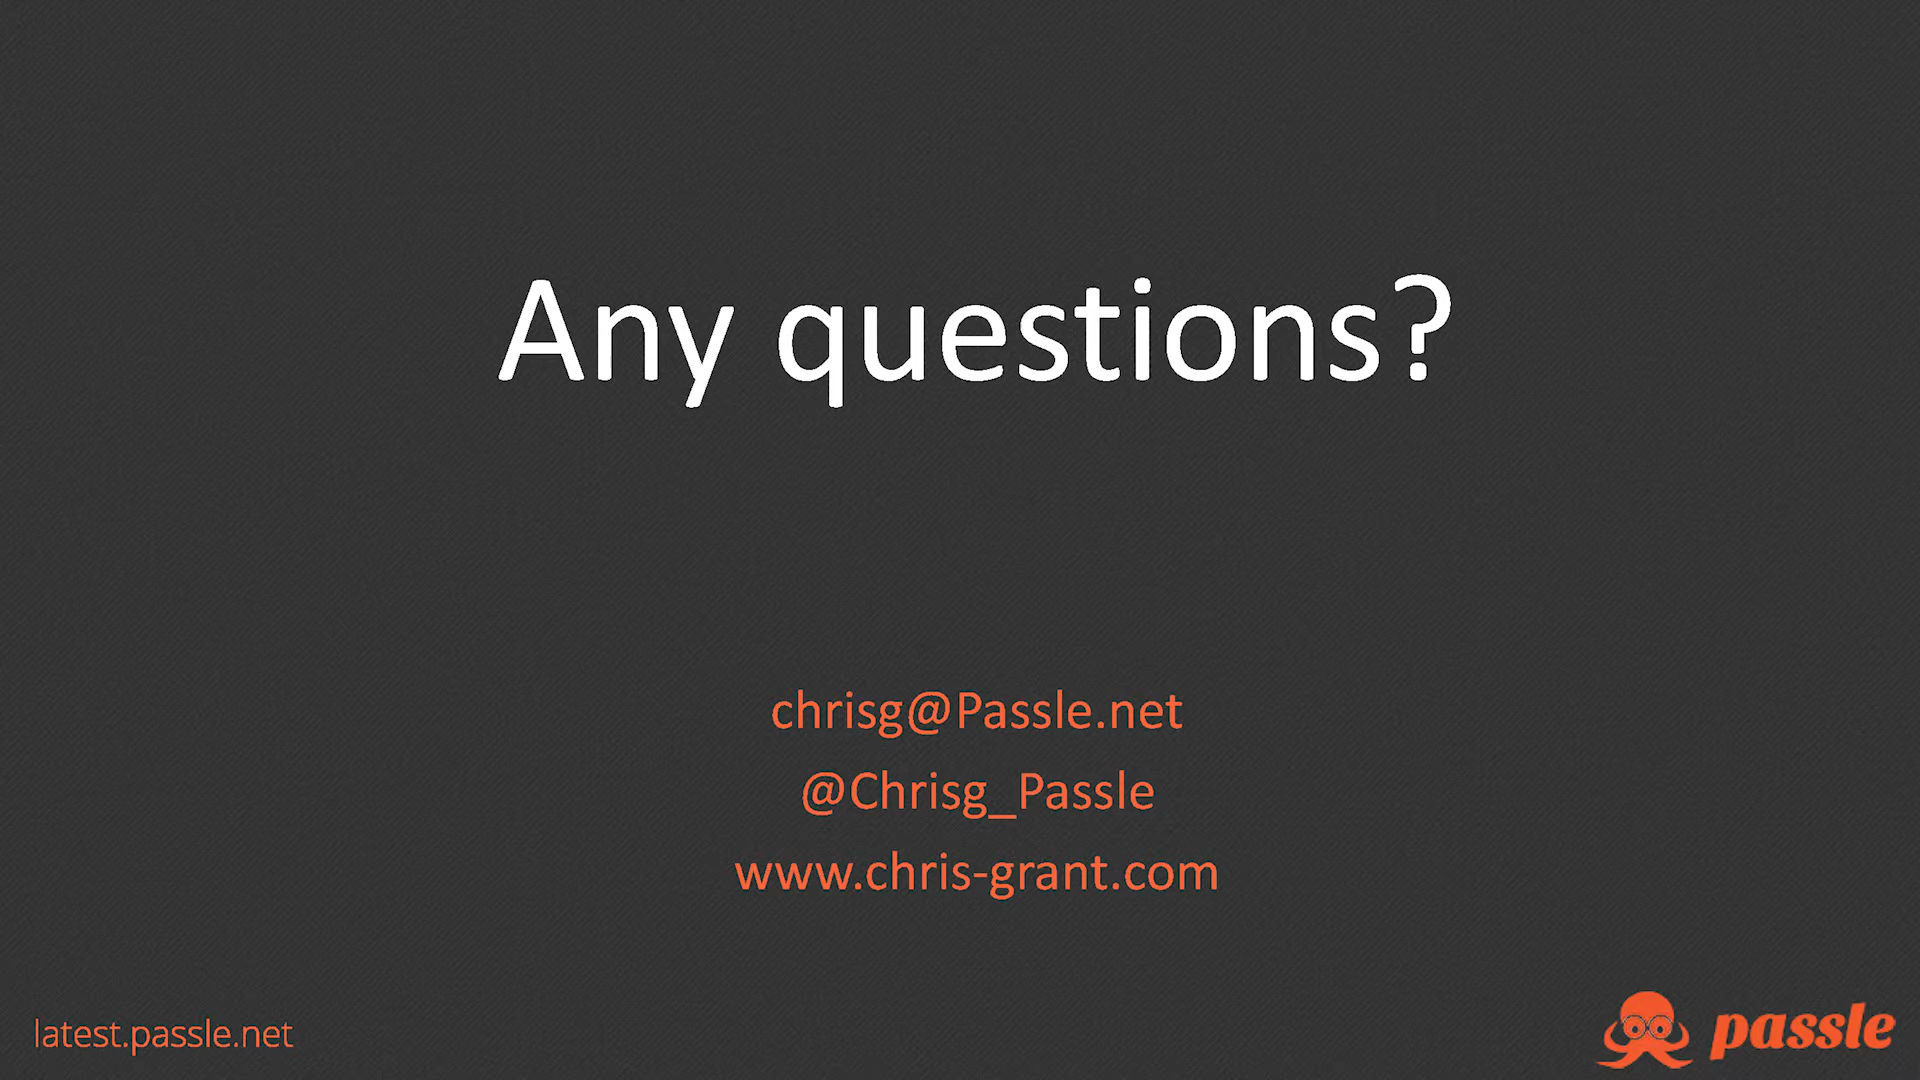 Any questions?
chrisg@Passle.net
@Chrisg_Passle
www.chris-grant.com
latest.passle.net
passle